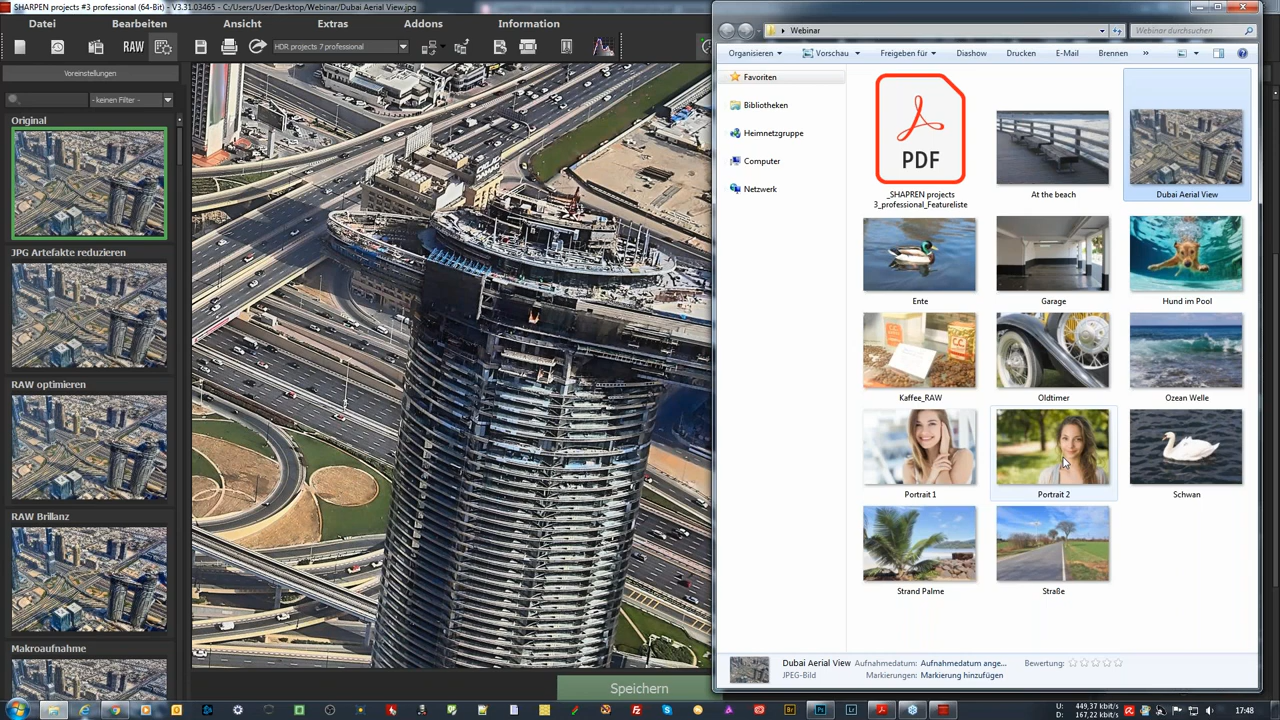 SHARPEN projects #3 professional (64-Bit) - V3.31.03465 - C:/Users/User/Desktop/Webinar/Dubai Aerial View.jpg
Datei Bearbeiten Ansicht Extras Addons Information
RAW HDR projects 7 professional
Voreinstellungen
- keinen Filter -
Original
JPG Artefakte reduzieren
RAW optimieren
RAW Brillanz
Makroaufnahme
Speichern
Webinar
Webinar durchsuchen
Organisieren Vorschau Freigeben für Diashow Drucken E-Mail Brennen »
Favoriten
Bibliotheken
Heimnetzgruppe
Computer
Netzwerk
PDF
_SHAPREN projects
3_professional_Featureliste
At the beach
Dubai Aerial View
Ente
Garage
Hund im Pool
Kaffee_RAW
Oldtimer
Ozean Welle
Portrait 1
Portrait 2
Schwan
Strand Palme
Straße
Dubai Aerial View Aufnahmedatum: Aufnahmedatum ange... Bewertung:
JPEG-Bild Markierungen: Markierung hinzufügen
Br
Ps
Lr
U: 449,37 kbit/s
D: 167,22 kbit/s
17:48